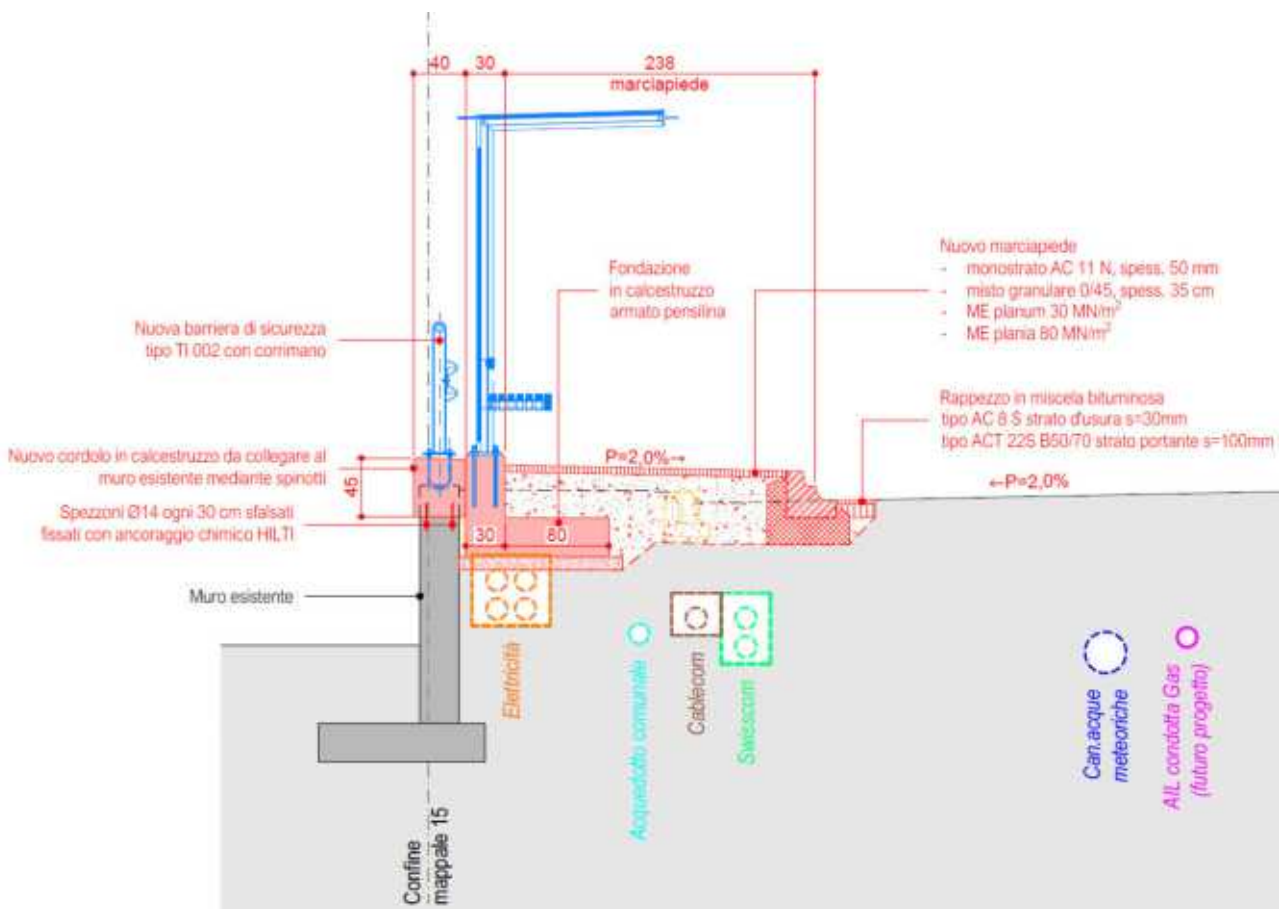 40
30
238
marciapiede
Nuovo marciapiede
- monostrato AC 11 N, spess. 50 mm
- misto granulare 0/45, spess. 35 cm
- ME planum 30 MN/m²
- ME plania 80 MN/m²
Fondazione
in calcestruzzo
armato pensilina
Nuova barriera di sicurezza
tipo TI 002 con corrimano
Rappezzo in miscela bituminosa
tipo AC 8 S strato d'usura s=30mm
tipo ACT 22S B50/70 strato portante s=100mm
Nuovo cordolo in calcestruzzo da collegare al
muro esistente mediante spinotti
P=2,0%→
←P=2,0%
45
Spezzoni Ø14 ogni 30 cm sfalsati
fissati con ancoraggio chimico HILTI
30
80
Muro esistente
Elettricità
Acquedotto comunale
Cablecom
Swisscom
Can.acque
meteoriche
AIL condotta Gas
(futuro progetto)
Confine
mappale 15